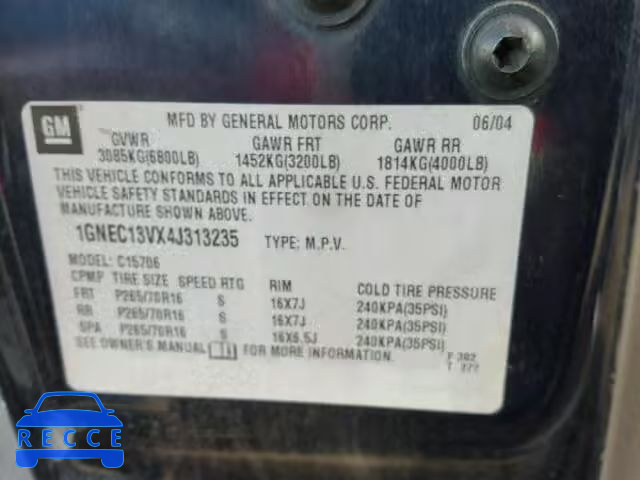 GM
MFD BY GENERAL MOTORS CORP. 06/04
GVWR GAWR FRT GAWR RR
3085KG(6800LB) 1452KG(3200LB) 1814KG(4000LB)
THIS VEHICLE CONFORMS TO ALL APPLICABLE U.S. FEDERAL MOTOR
VEHICLE SAFETY STANDARDS IN EFFECT ON THE DATE OF
MANUFACTURE SHOWN ABOVE.
1GNEC13VX4J313235 TYPE: M.P.V.
MODEL: C15706
CPMP TIRE SIZE SPEED RTG RIM COLD TIRE PRESSURE
FRT P265/70R16 S 16X7J 240KPA(35PSI)
RR P265/70R16 S 16X7J 240KPA(35PSI)
SPA P265/70R16 S 16X6.5J 240KPA(35PSI)
SEE OWNER'S MANUAL FOR MORE INFORMATION.
RECCE